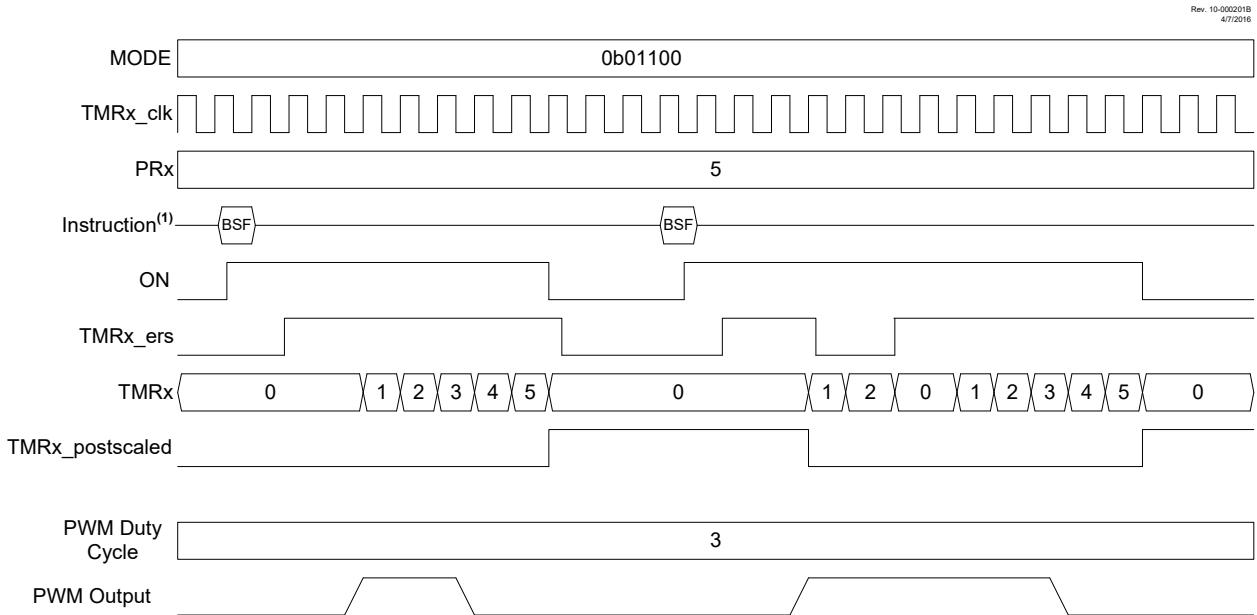 Rev. 10-000201B
4/7/2016
MODE 0b01100
TMRx_clk
PRx 5
Instruction(1) BSF BSF
ON
TMRx_ers
TMRx 0 1 2 3 4 5 0 1 2 0 1 2 3 4 5 0
TMRx_postscaled
PWM Duty
Cycle 3
PWM Output